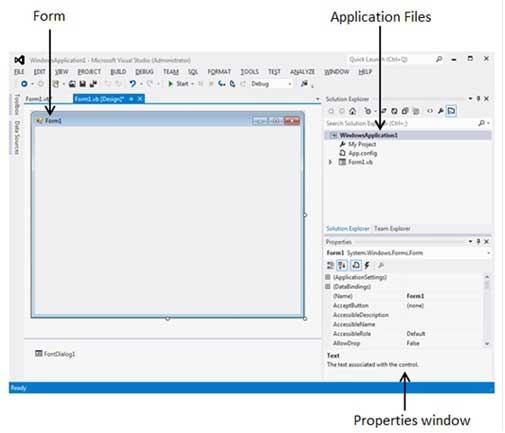 Form
Application Files
WindowsApplication1 - Microsoft Visual Studio (Administrator)
Quick Launch (Ctrl+Q)
FILE EDIT VIEW PROJECT BUILD DEBUG TEAM SQL FORMAT TOOLS TEST ANALYZE WINDOW HELP
Start Debug
Toolbox
Data Sources
Form1.vb*
Form1.vb [Design]*
Form1
Solution Explorer
Search Solution Explorer (Ctrl+;)
WindowsApplication1
My Project
App.config
Form1.vb
Solution Explorer Team Explorer
Properties
Form1 System.Windows.Forms.Form
(ApplicationSettings)
(DataBindings)
(Name) Form1
AcceptButton (none)
AccessibleDescription
AccessibleName
AccessibleRole Default
AllowDrop False
Text
The text associated with the control.
FontDialog1
Ready
Properties window